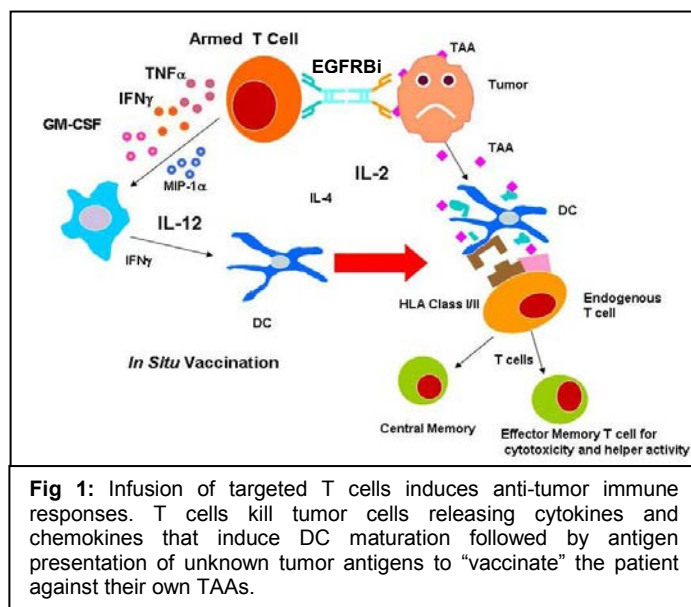 Armed T Cell
EGFRBi
TAA
TNFα
Tumor
IFNγ
GM-CSF
TAA
MIP-1α
IL-2
IL-4
DC
IL-12
IFNγ
DC
HLA Class I/II
Endogenous
T cell
In Situ Vaccination
T cells
Central Memory
Effector Memory T cell for
cytotoxicity and helper activity
Fig 1: Infusion of targeted T cells induces anti-tumor immune
responses. T cells kill tumor cells releasing cytokines and
chemokines that induce DC maturation followed by antigen
presentation of unknown tumor antigens to “vaccinate” the patient
against their own TAAs.